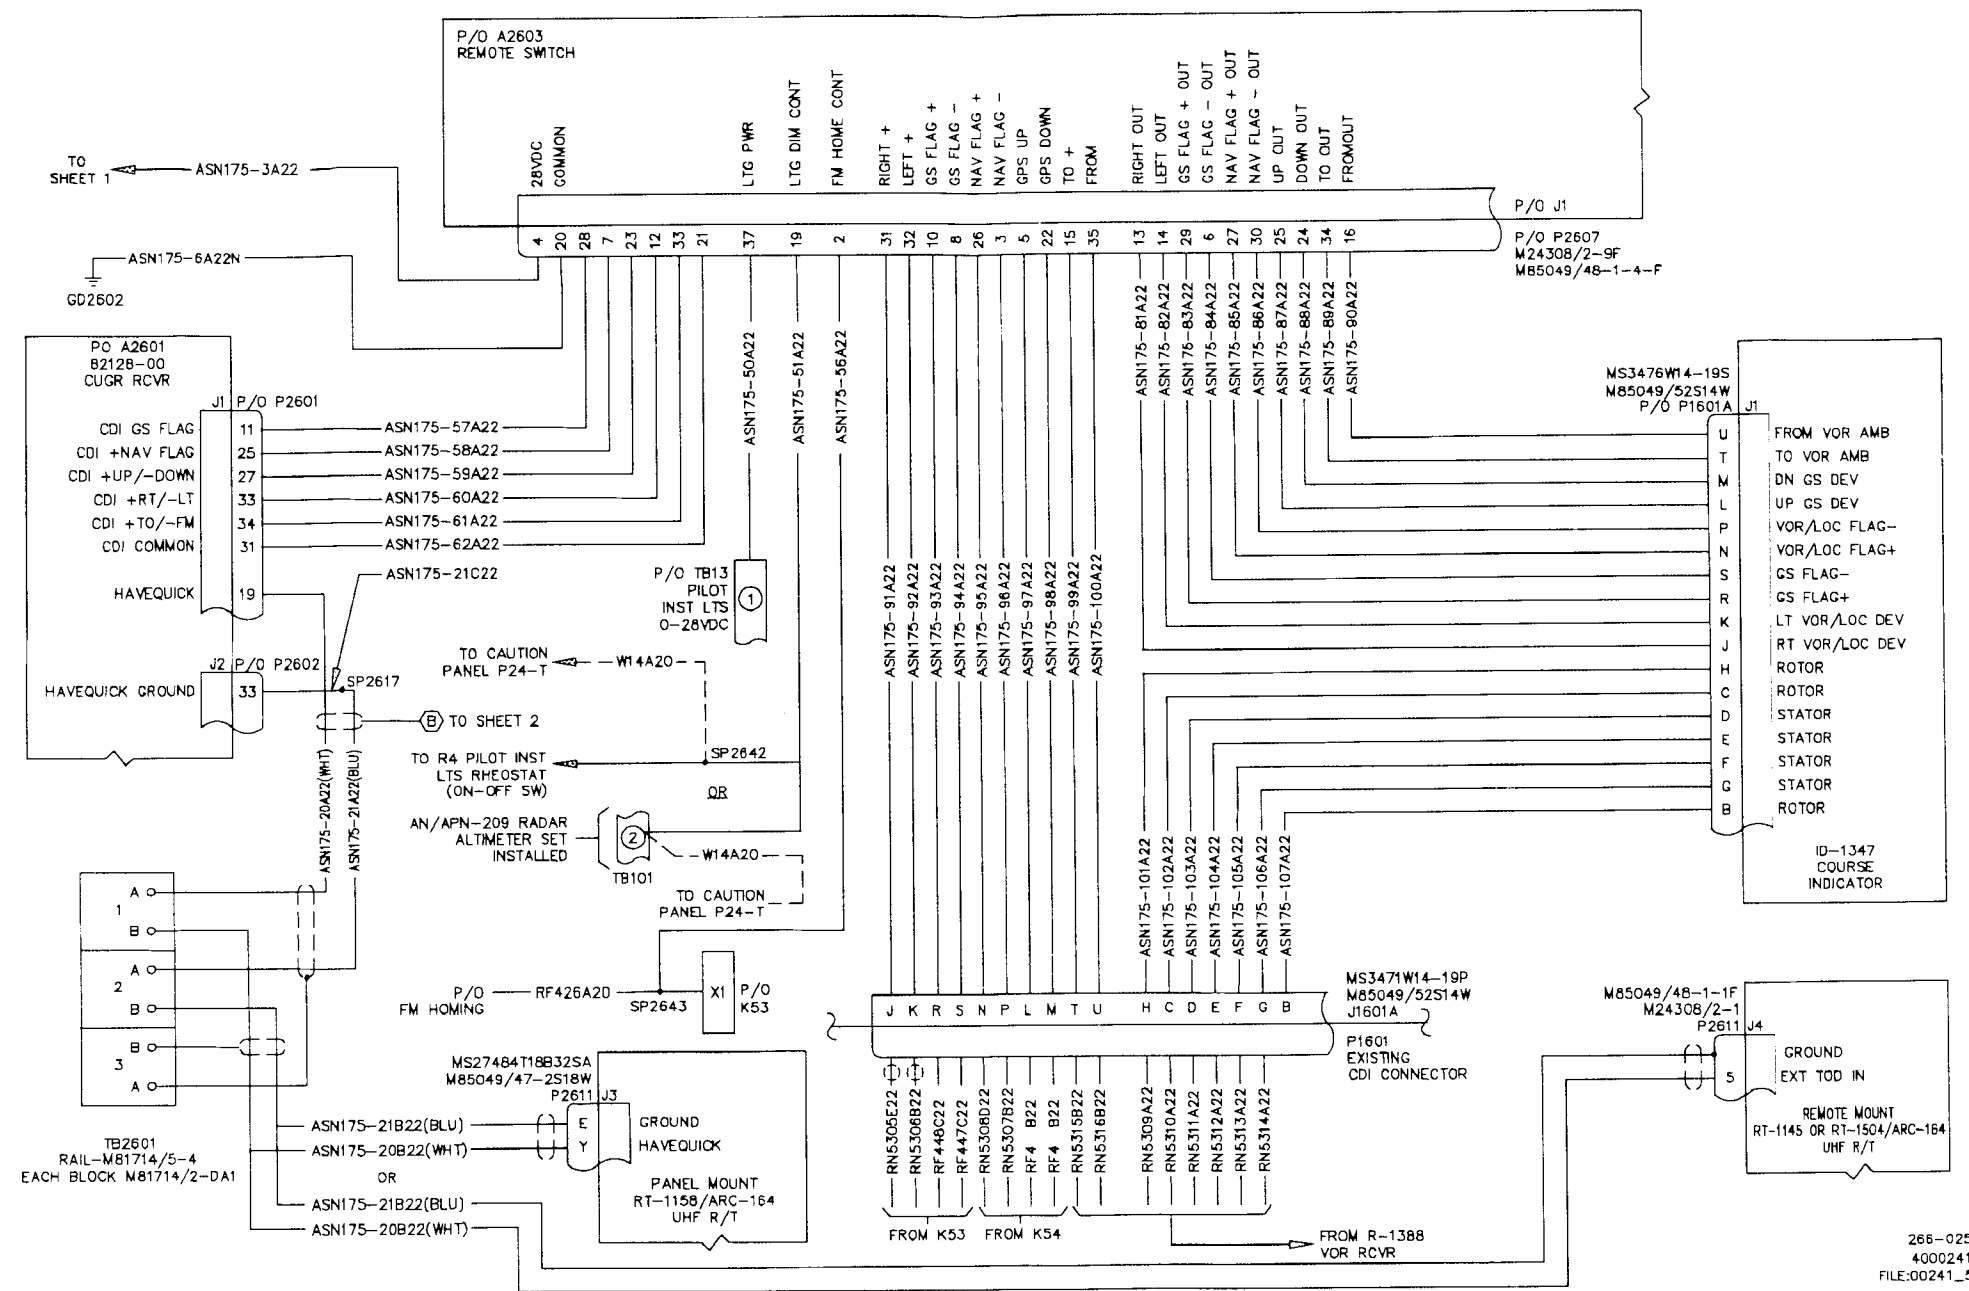 P/O A2603
REMOTE SWITCH
28VDC
COMMON
LTG PWR
LTG DIM CONT
FM HOME CONT
RIGHT +
LEFT +
GS FLAG +
GS FLAG -
NAV FLAG +
NAV FLAG -
GPS UP
GPS DOWN
TO +
FROM
RIGHT OUT
LEFT OUT
GS FLAG + OUT
GS FLAG - OUT
NAV FLAG + OUT
NAV FLAG - OUT
UP OUT
DOWN OUT
TO OUT
FROMOUT
P/O J1
4 20 28 7 23 12 33 21 37 19 2 31 32 10 8 26 3 5 22 15 35 13 14 29 6 27 30 25 24 34 16
P/O P2607
M24308/2-9F
M85049/48-1-4-F
TO
SHEET 1
ASN175-3A22
ASN175-6A22N
GD2602
PO A2601
B2128-00
CUGR RCVR
J1 P/O P2601
CDI GS FLAG 11 ASN175-57A22
CDI +NAV FLAG 25 ASN175-58A22
CDI +UP/-DOWN 27 ASN175-59A22
CDI +RT/-LT 33 ASN175-60A22
CDI +TO/-FM 34 ASN175-61A22
CDI COMMON 31 ASN175-62A22
ASN175-21C22
HAVEQUICK 19
J2 P/O P2602
HAVEQUICK GROUND 33
SP2617
B TO SHEET 2
ASN175-20A22(WHT)
ASN175-21A22(BLU)
ASN175-50A22
ASN175-51A22
ASN175-56A22
P/O TB13
PILOT
INST LTS
0-28VDC
1
TO CAUTION
PANEL P24-T
W14A20
SP2642
TO R4 PILOT INST
LTS RHEOSTAT
(ON-OFF SW)
OR
AN/APN-209 RADAR
ALTIMETER SET
INSTALLED
2
TB101
W14A20
TO CAUTION
PANEL P24-T
P/O
FM HOMING
RF426A20
SP2643
X1
P/O
K53
ASN175-91A22
ASN175-92A22
ASN175-93A22
ASN175-94A22
ASN175-95A22
ASN175-96A22
ASN175-97A22
ASN175-98A22
ASN175-99A22
ASN175-100A22
ASN175-81A22
ASN175-82A22
ASN175-83A22
ASN175-84A22
ASN175-85A22
ASN175-86A22
ASN175-87A22
ASN175-88A22
ASN175-89A22
ASN175-90A22
MS3476W14-19S
M85049/52S14W
P/O P1601A J1
U FROM VOR AMB
T TO VOR AMB
M DN GS DEV
L UP GS DEV
P VOR/LOC FLAG-
N VOR/LOC FLAG+
S GS FLAG-
R GS FLAG+
K LT VOR/LOC DEV
J RT VOR/LOC DEV
H ROTOR
C ROTOR
D STATOR
E STATOR
F STATOR
G STATOR
B ROTOR
ID-1347
COURSE
INDICATOR
ASN175-101A22
ASN175-102A22
ASN175-103A22
ASN175-104A22
ASN175-105A22
ASN175-106A22
ASN175-107A22
J K R S N P L M T U H C D E F G B
MS3471W14-19P
M85049/52S14W
J1601A
P1601
EXISTING
CDI CONNECTOR
RN5305E22
RN5306B22
RF448C22
RF447C22
RN5308D22
RN5307B22
RF4 B22
RF4 B22
RN5315B22
RN5316B22
RN5309A22
RN5310A22
RN5311A22
RN5312A22
RN5313A22
RN5314A22
FROM K53
FROM K54
FROM R-1388
VOR RCVR
A
1
B
A
2
B
B
3
A
TB2601
RAIL-M81714/5-4
EACH BLOCK M81714/2-DA1
MS27484T18B32SA
M85049/47-2S18W
P2611 J3
ASN175-21B22(BLU) E GROUND
ASN175-20B22(WHT) Y HAVEQUICK
OR
ASN175-21B22(BLU)
ASN175-20B22(WHT)
PANEL MOUNT
RT-1158/ARC-164
UHF R/T
M85049/48-1-1F
M24308/2-1
P2611 J4
GROUND
5 EXT TOD IN
REMOTE MOUNT
RT-1145 OR RT-1504/ARC-164
UHF R/T
266-025
4000241
FILE:00241_5